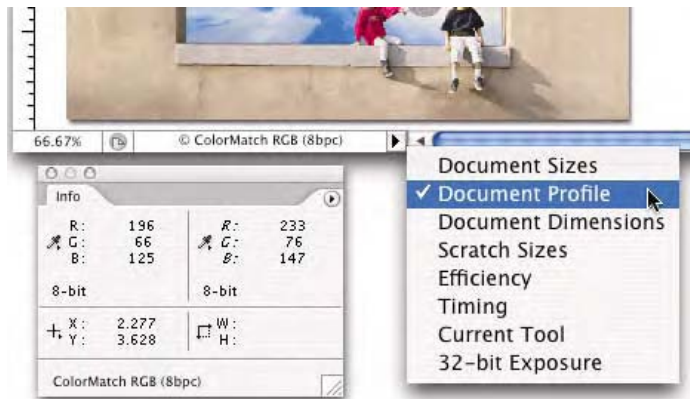 66.67%
© ColorMatch RGB (8bpc)
Info
R: 196
G: 66
B: 125
8-bit
R: 233
G: 76
B: 147
8-bit
X: 2.277
Y: 3.628
W:
H:
ColorMatch RGB (8bpc)
Document Sizes
✓ Document Profile
Document Dimensions
Scratch Sizes
Efficiency
Timing
Current Tool
32-bit Exposure